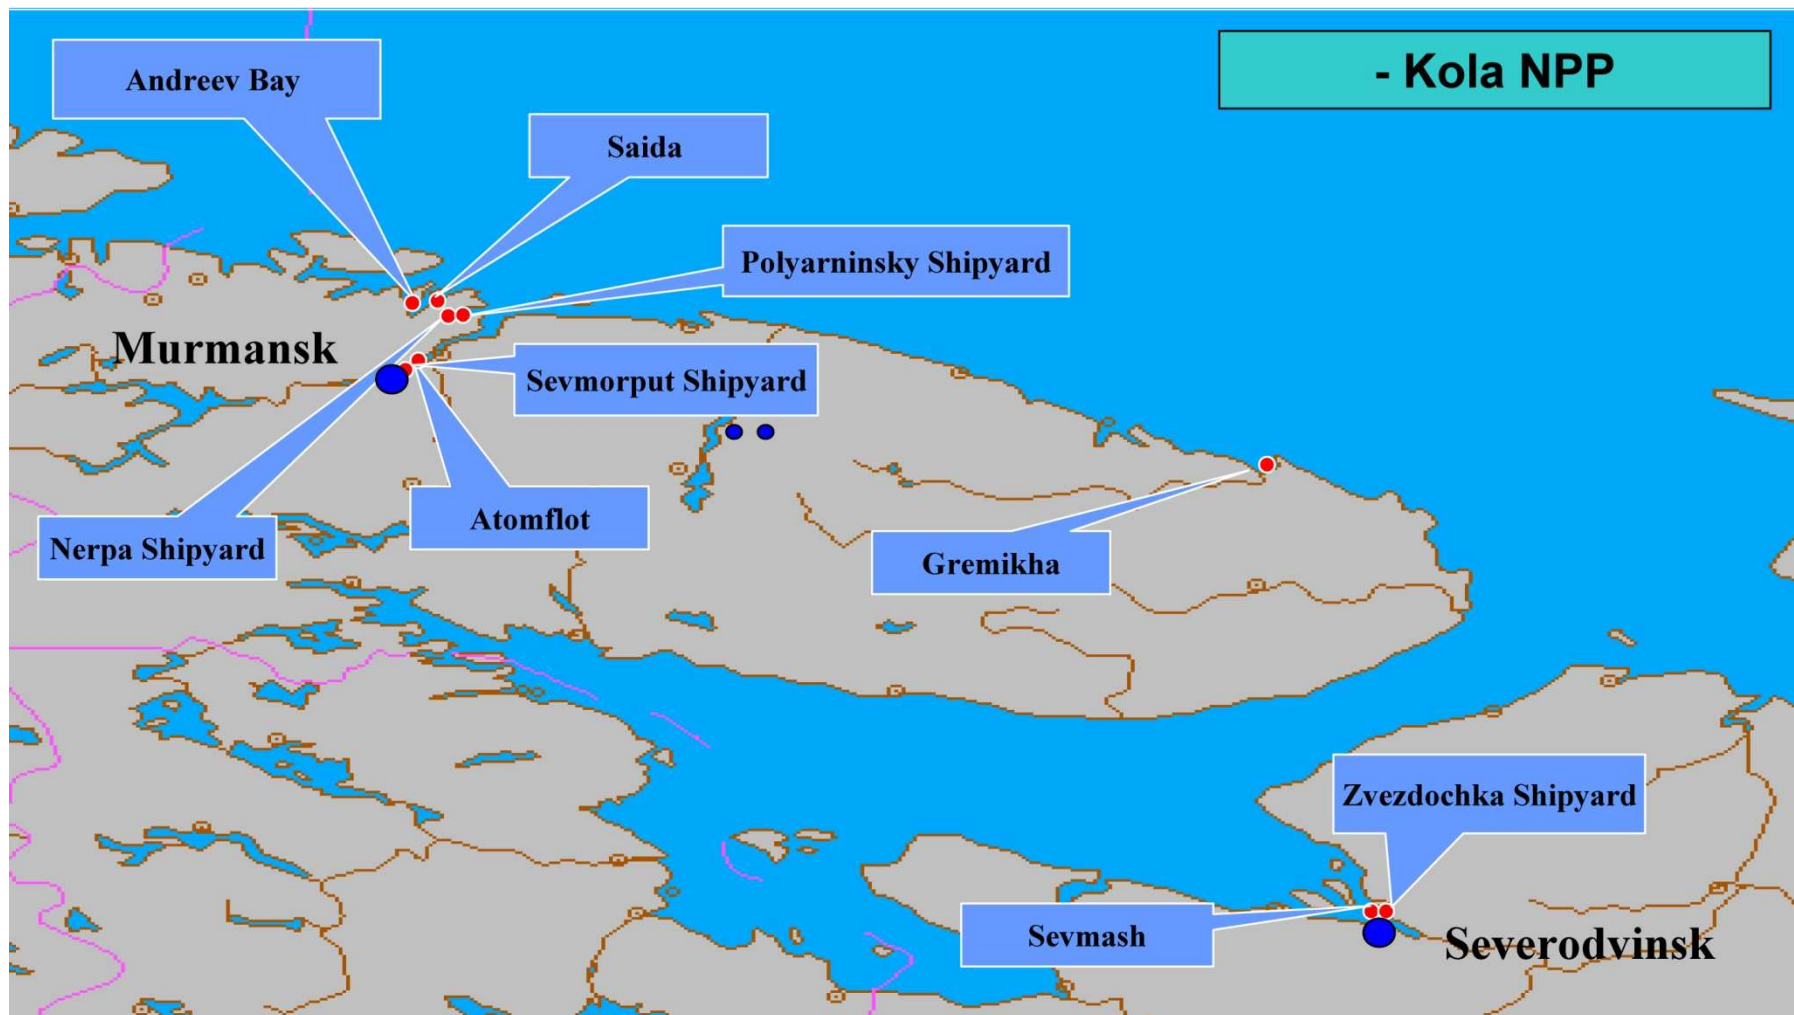 - Kola NPP
Andreev Bay
Saida
Polyarninsky Shipyard
Murmansk
Sevmorput Shipyard
Atomflot
Nerpa Shipyard
Gremikha
Zvezdochka Shipyard
Sevmash
Severodvinsk